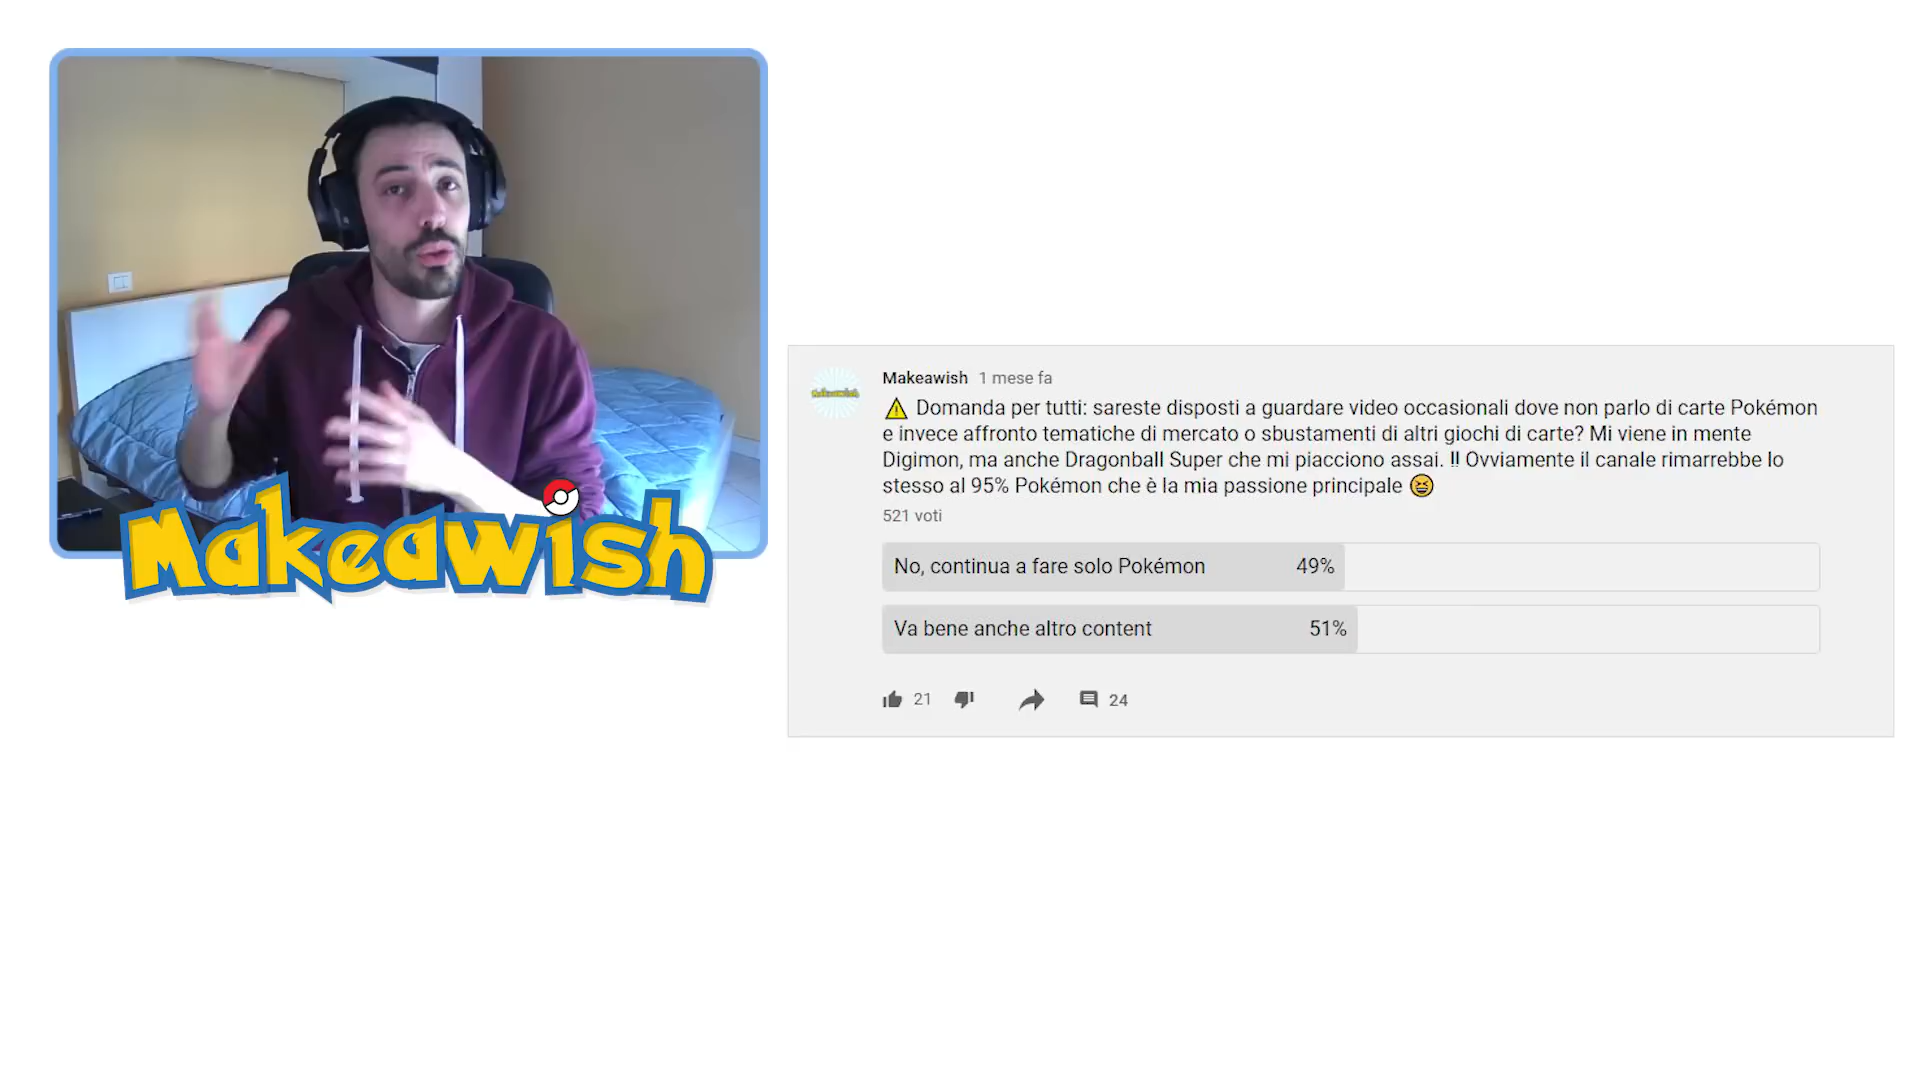 Makeawish
Makeawish 1 mese fa
⚠ Domanda per tutti: sareste disposti a guardare video occasionali dove non parlo di carte Pokémon
e invece affronto tematiche di mercato o sbustamenti di altri giochi di carte? Mi viene in mente
Digimon, ma anche Dragonball Super che mi piacciono assai. !! Ovviamente il canale rimarrebbe lo
stesso al 95% Pokémon che è la mia passione principale 😆
521 voti
No, continua a fare solo Pokémon 49%
Va bene anche altro content 51%
21
24